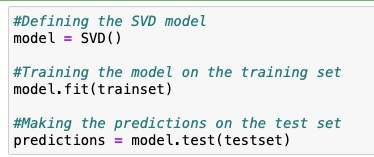 #Defining the SVD model
model = SVD()
#Training the model on the training set
model.fit(trainset)
#Making the predictions on the test set
predictions = model.test(testset)